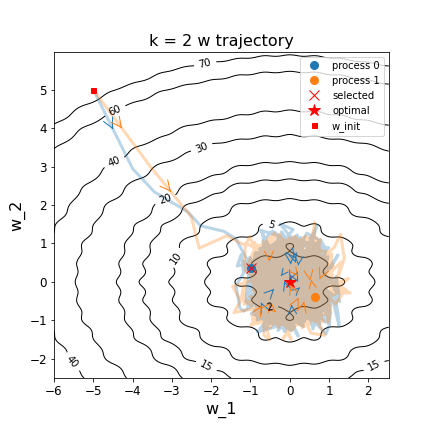 k = 2 w trajectory
70
process 0
process 1
selected
optimal
w_init
60
30
40
20
5
10
2
40
15
15
5
4
3
2
1
0
−1
−2
w_2
−6 −5 −4 −3 −2 −1 0 1 2
w_1